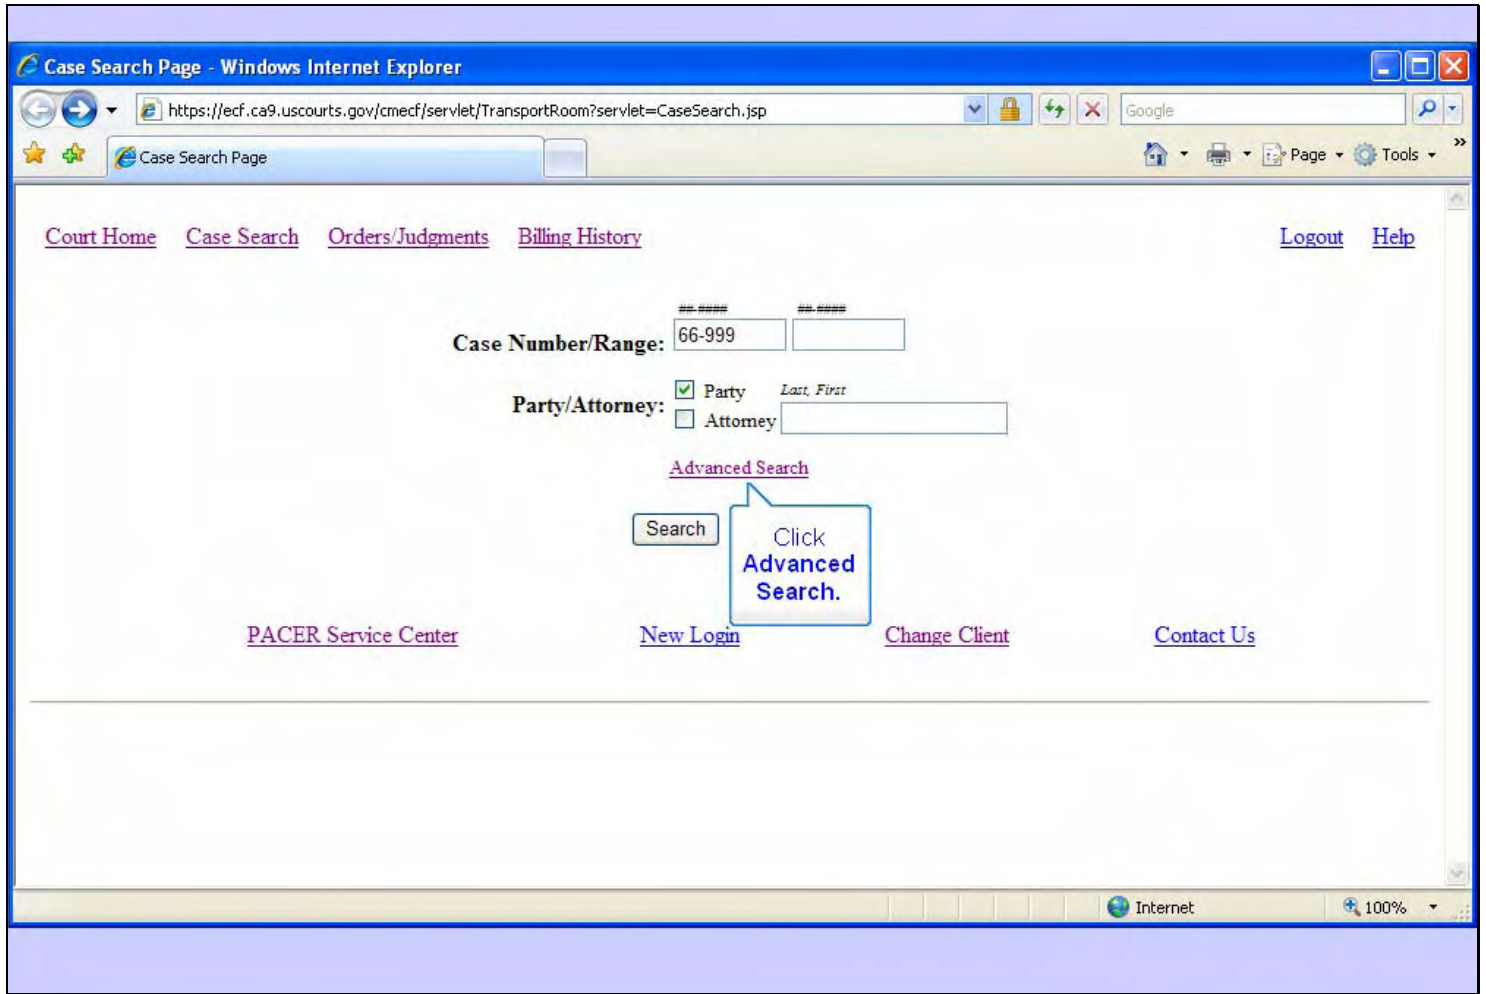 Case Search Page - Windows Internet Explorer
https://ecf.ca9.uscourts.gov/cmecf/servlet/TransportRoom?servlet=CaseSearch.jsp
Google
Case Search Page
Page
Tools
»
Court Home Case Search Orders/Judgments Billing History Logout Help
##-#### ##-####
Case Number/Range: 66-999
Party/Attorney: Party Last, First
Attorney
Advanced Search
Search
Click
Advanced
Search.
PACER Service Center New Login Change Client Contact Us
Internet 100%